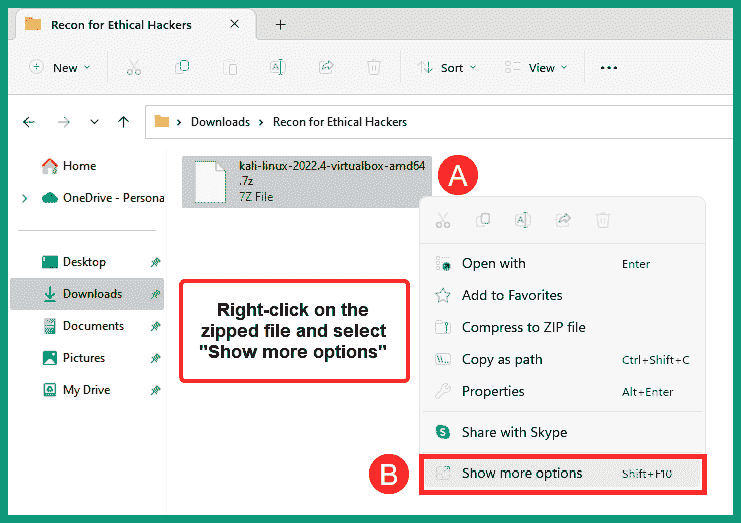 Recon for Ethical Hackers
New
Sort
View
Downloads > Recon for Ethical Hackers
Home
OneDrive - Persona
Desktop
Downloads
Documents
Pictures
My Drive
kali-linux-2022.4-virtualbox-amd64
.7z
7Z File
A
Right-click on the
zipped file and select
"Show more options"
Open with Enter
Add to Favorites
Compress to ZIP file
Copy as path Ctrl+Shift+C
Properties Alt+Enter
Share with Skype
B
Show more options Shift+F10